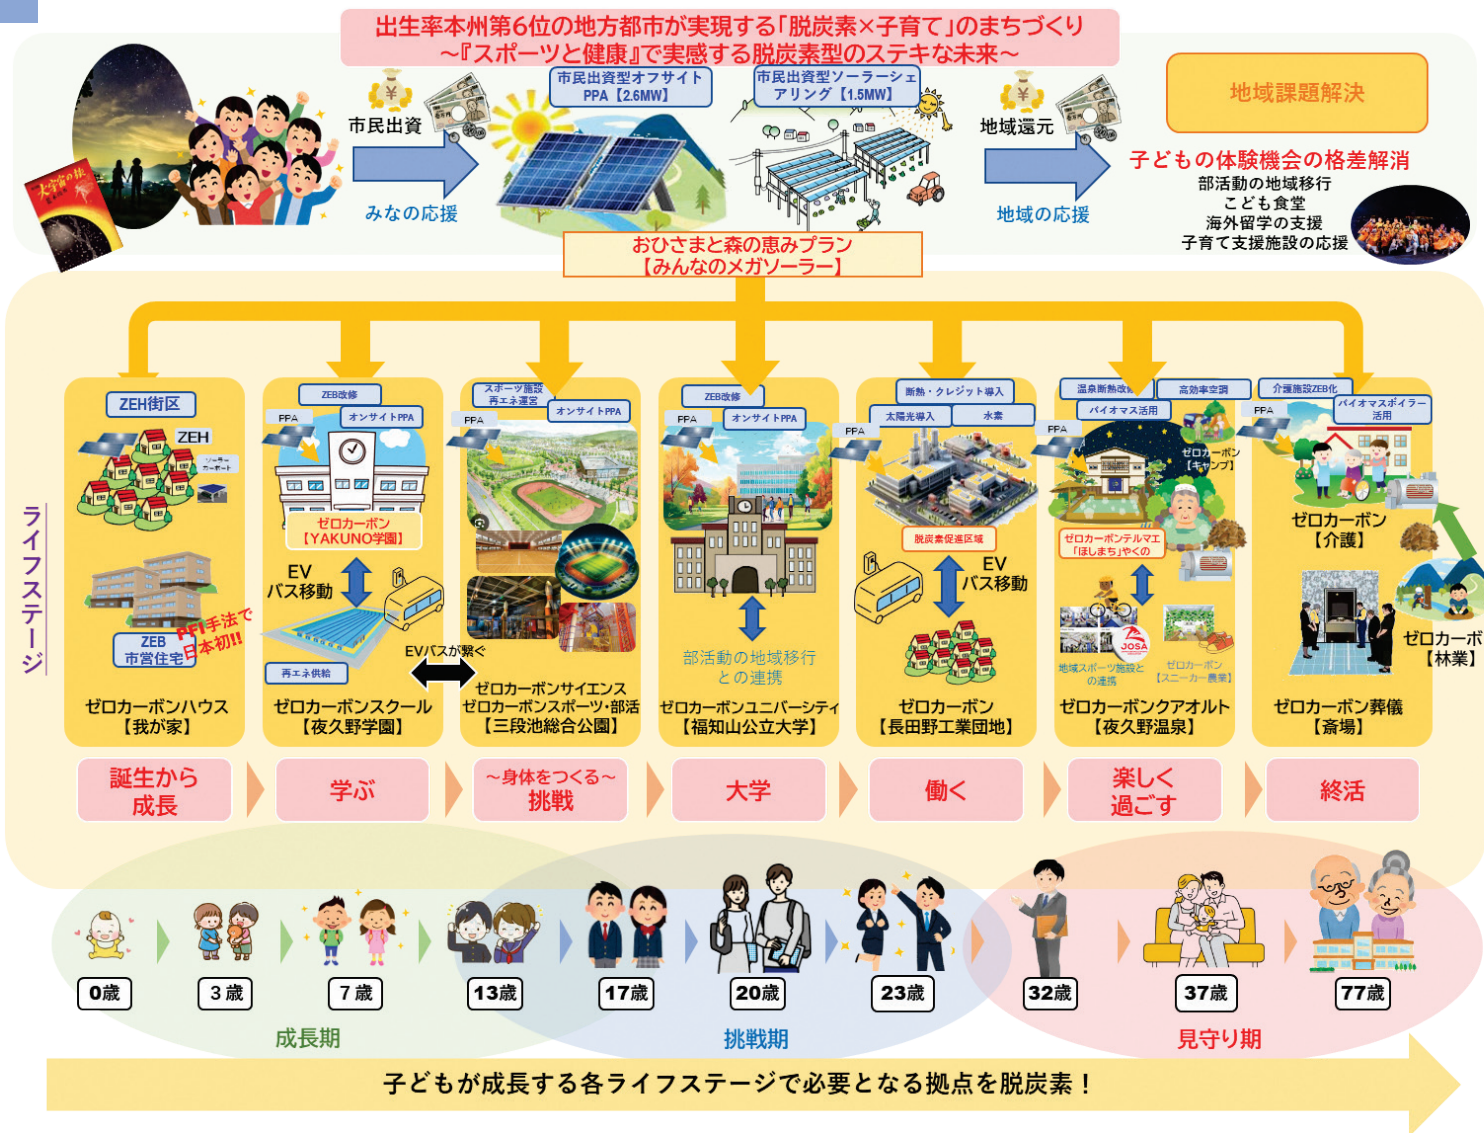 出生率本州第6位の地方都市が実現する「脱炭素×子育て」のまちづくり
～『スポーツと健康』で実感する脱炭素型のステキな未来～
大宇宙の旅
市民出資
みなの応援
市民出資型オフサイト
PPA【2.6MW】
市民出資型ソーラーシェ
アリング【1.5MW】
地域還元
地域の応援
地域課題解決
子どもの体験機会の格差解消
部活動の地域移行
こども食堂
海外留学の支援
子育て支援施設の応援
おひさまと森の恵みプラン
【みんなのメガソーラー】
ライフステージ
ZEH街区
ZEH
ソーラー
カーポート
ZEB
市営住宅
PFI手法で
日本初!!
ゼロカーボンハウス
【我が家】
ZEB改修
PPA
オンサイトPPA
ゼロカーボン
【YAKUNO学園】
EV
バス移動
再エネ供給
ゼロカーボンスクール
【夜久野学園】
EVバスが繋ぐ
スポーツ施設
再エネ運営
PPA
オンサイトPPA
ゼロカーボンサイエンス
ゼロカーボンスポーツ・部活
【三段池総合公園】
ZEB改修
PPA
オンサイトPPA
部活動の地域移行
との連携
ゼロカーボンユニバーシティ
【福知山公立大学】
断熱・クレジット導入
太陽光導入
水素
PPA
脱炭素促進区域
EV
バス移動
ゼロカーボン
【長田野工業団地】
温泉断熱改修
高効率空調
バイオマス活用
PPA
ゼロカーボン
【キャンプ】
ゼロカーボンテルマエ
「ほしまち」やくの
JOSA
地域スポーツ施設と
の連携
ゼロカーボン
【スニーカー農業】
ゼロカーボンクアオルト
【夜久野温泉】
介護施設ZEB化
PPA
バイオマスボイラー
活用
ゼロカーボン
【介護】
ゼロカーボ
【林業】
ゼロカーボン葬儀
【斎場】
誕生から
成長
学ぶ
～身体をつくる～
挑戦
大学
働く
楽しく
過ごす
終活
0歳
3歳
7歳
13歳
17歳
20歳
23歳
32歳
37歳
77歳
成長期
挑戦期
見守り期
子どもが成長する各ライフステージで必要となる拠点を脱炭素！